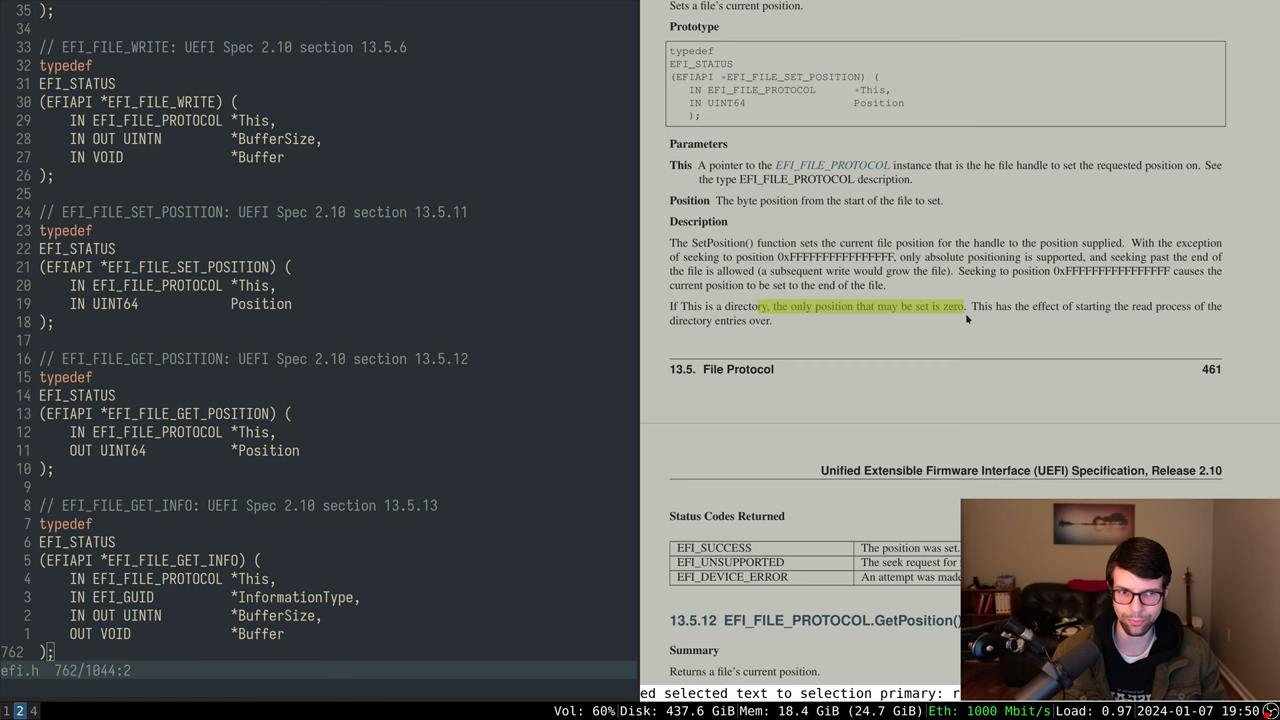 35 );
34
33 // EFI_FILE_WRITE: UEFI Spec 2.10 section 13.5.6
32 typedef
31 EFI_STATUS
30 (EFIAPI *EFI_FILE_WRITE) (
29     IN EFI_FILE_PROTOCOL *This,
28     IN OUT UINTN         *BufferSize,
27     IN VOID              *Buffer
26 );
25
24 // EFI_FILE_SET_POSITION: UEFI Spec 2.10 section 13.5.11
23 typedef
22 EFI_STATUS
21 (EFIAPI *EFI_FILE_SET_POSITION) (
20     IN EFI_FILE_PROTOCOL *This,
19     IN UINT64            Position
18 );
17
16 // EFI_FILE_GET_POSITION: UEFI Spec 2.10 section 13.5.12
15 typedef
14 EFI_STATUS
13 (EFIAPI *EFI_FILE_GET_POSITION) (
12     IN EFI_FILE_PROTOCOL *This,
11     OUT UINT64           *Position
10 );
9
8 // EFI_FILE_GET_INFO: UEFI Spec 2.10 section 13.5.13
7 typedef
6 EFI_STATUS
5 (EFIAPI *EFI_FILE_GET_INFO) (
4     IN EFI_FILE_PROTOCOL *This,
3     IN EFI_GUID          *InformationType,
2     IN OUT UINTN         *BufferSize,
1     OUT VOID             *Buffer
762 );
efi.h 762/1044:2
Sets a file's current position.
Prototype
typedef
EFI_STATUS
(EFIAPI *EFI_FILE_SET_POSITION) (
IN EFI_FILE_PROTOCOL *This,
IN UINT64 Position
);
Parameters
This A pointer to the EFI_FILE_PROTOCOL instance that is the he file handle to set the requested position on. See
the type EFI_FILE_PROTOCOL description.
Position The byte position from the start of the file to set.
Description
The SetPosition() function sets the current file position for the handle to the position supplied. With the exception
of seeking to position 0xFFFFFFFFFFFFFFFF, only absolute positioning is supported, and seeking past the end of
the file is allowed (a subsequent write would grow the file). Seeking to position 0xFFFFFFFFFFFFFFFF causes the
current position to be set to the end of the file.
If This is a directory, the only position that may be set is zero. This has the effect of starting the read process of the
directory entries over.
13.5. File Protocol 461
Unified Extensible Firmware Interface (UEFI) Specification, Release 2.10
Status Codes Returned
EFI_SUCCESS The position was set.
EFI_UNSUPPORTED The seek request for
EFI_DEVICE_ERROR An attempt was made
13.5.12 EFI_FILE_PROTOCOL.GetPosition()
Summary
Returns a file's current position.
ed selected text to selection primary: r
1 2 4
Vol: 60%|Disk: 437.6 GiB|Mem: 18.4 GiB (24.7 GiB)|Eth: 1000 Mbit/s|Load: 0.97 2024-01-07 19:50